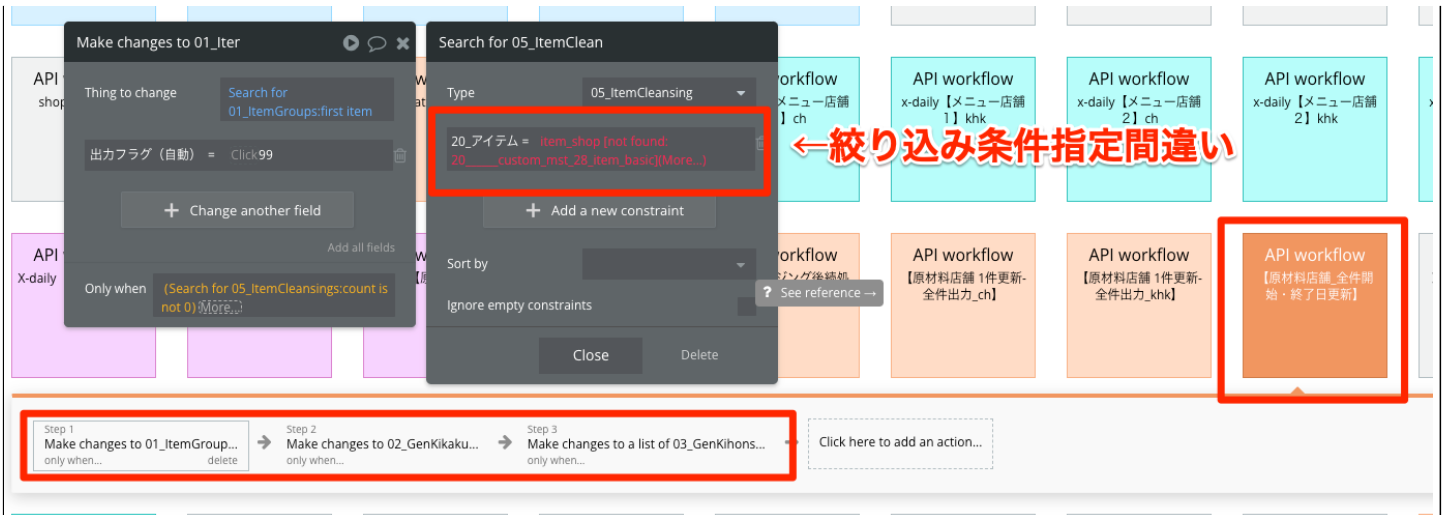 Make changes to 01_Iter
Search for 05_ItemClean
API
shop
Thing to change
Search for
01_ItemGroups:first item
出力フラグ（自動） = Click99
Change another field
Add all fields
Only when
(Search for 05_ItemCleansings:count is
not 0) More...
Type
05_ItemCleansing
20_アイテム = item_shop [not found:
custom_mst_28_item_basic](More...)
Add a new constraint
Sort by
Ignore empty constraints
Close
Delete
? See reference →
←絞り込み条件指定間違い
API workflow
x-daily【メニュー店舗
1】khk
API workflow
x-daily【メニュー店舗
2】ch
API workflow
x-daily【メニュー店舗
2】khk
API
X-daily
API workflow
【原材料店舗 1件更新-
全件出力_ch】
API workflow
【原材料店舗 1件更新-
全件出力_khk】
API workflow
【原材料店舗_全件開
始・終了日更新】
Step 1
Make changes to 01_ItemGroup...
only when...
delete
Step 2
Make changes to 02_GenKikaku...
only when...
Step 3
Make changes to a list of 03_GenKihons...
only when...
Click here to add an action...